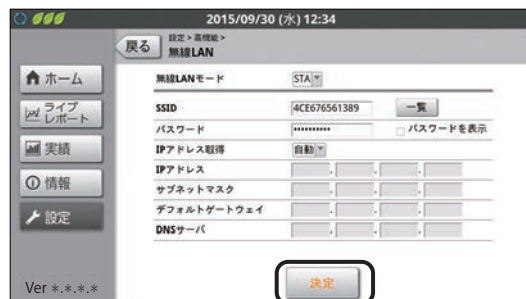 2015/09/30 (水) 12:34
戻る
設定 > 高機能 >
無線LAN
ホーム
ライブ
レポート
実績
情報
設定
Ver *.*.*.*
無線LANモード STA
SSID 4CE676561389 一覧
パスワード ********** パスワードを表示
IPアドレス取得 自動
IPアドレス . . .
サブネットマスク . . .
デフォルトゲートウェイ . . .
DNSサーバ . . .
決定